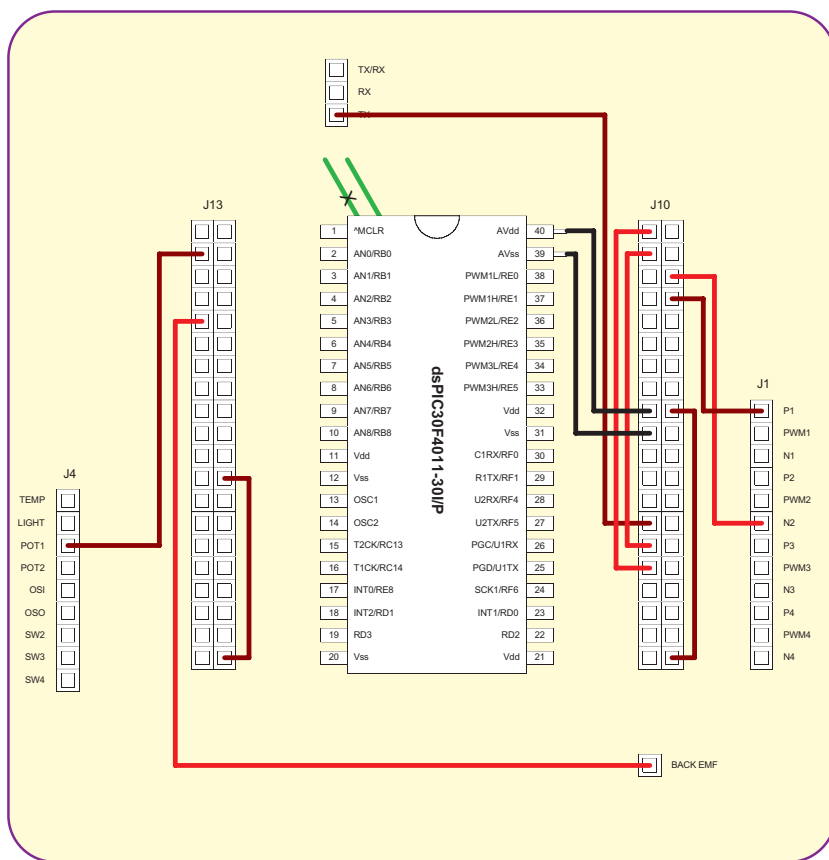 TX/RX
RX
TX
J13
J10
1 ^MCLR
2 AN0/RB0
3 AN1/RB1
4 AN2/RB2
5 AN3/RB3
6 AN4/RB4
7 AN5/RB5
8 AN6/RB6
9 AN7/RB7
10 AN8/RB8
11 Vdd
12 Vss
13 OSC1
14 OSC2
15 T2CK/RC13
16 T1CK/RC14
17 INT0/RE8
18 INT2/RD1
19 RD3
20 Vss
dsPIC30F4011-30I/P
AVdd 40
AVss 39
PWM1L/RE0 38
PWM1H/RE1 37
PWM2L/RE2 36
PWM2H/RE3 35
PWM3L/RE4 34
PWM3H/RE5 33
Vdd 32
Vss 31
C1RX/RF0 30
R1TX/RF1 29
U2RX/RF4 28
U2TX/RF5 27
PGC/U1RX 26
PGD/U1TX 25
SCK1/RF6 24
INT1/RD0 23
RD2 22
Vdd 21
J4
TEMP
LIGHT
POT1
POT2
OSI
OSO
SW2
SW3
SW4
J1
P1
PWM1
N1
P2
PWM2
N2
P3
PWM3
N3
P4
PWM4
N4
BACK EMF